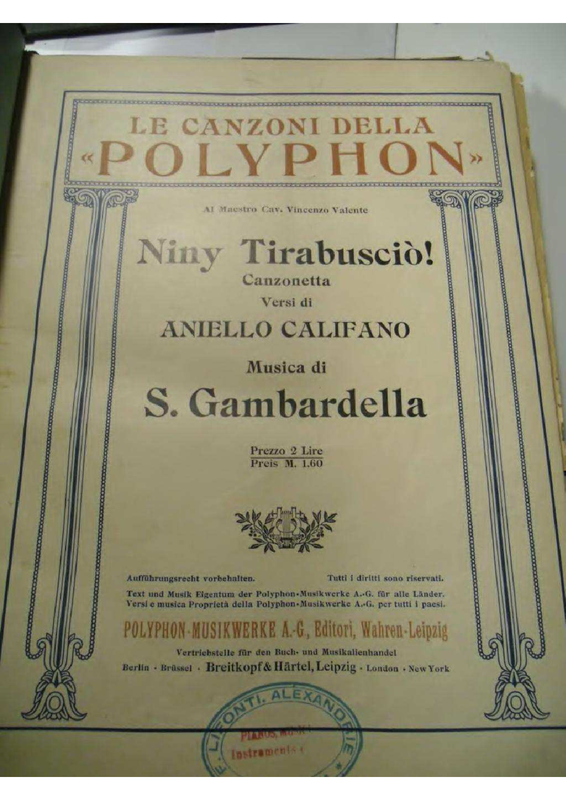 LE CANZONI DELLA
«POLYPHON»
Al Maestro Cav. Vincenzo Valente
Niny Tirabusciò!
Canzonetta
Versi di
ANIELLO CALIFANO
Musica di
S. Gambardella
Prezzo 2 Lire
Preis M. 1.60
Aufführungsrecht vorbehalten. Tutti i diritti sono riservati.
Text und Musik Eigentum der Polyphon-Musikwerke A.-G. für alle Länder.
Versi e musica Proprietà della Polyphon-Musikwerke A.-G. per tutti i paesi.
POLYPHON-MUSIKWERKE A.-G., Editori, Wahren-Leipzig
Vertriebstelle für den Buch- und Musikalienhandel
Berlin · Brüssel · Breitkopf & Härtel, Leipzig · London · New York
F. LIFONTI. ALEXANDRIE
PIANOS,
Instruments